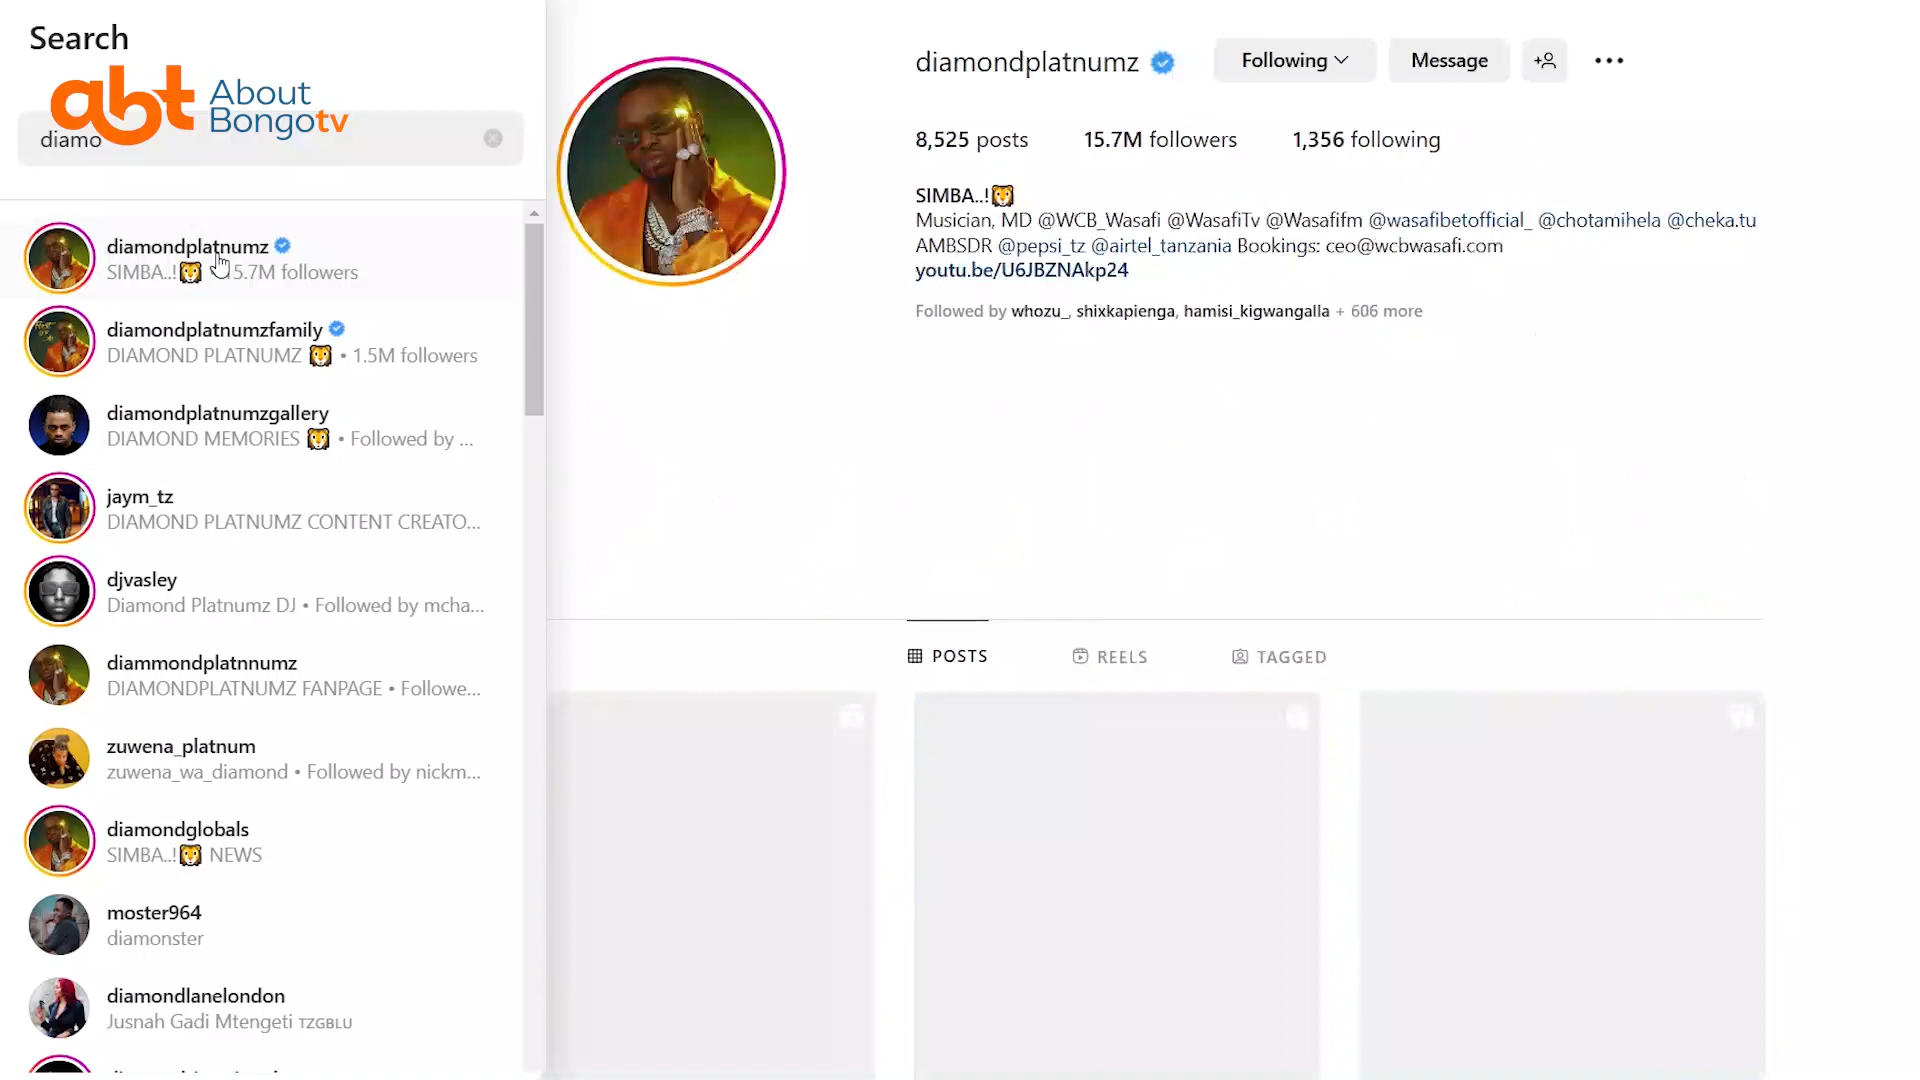 Search
abt About
Bongotv
diamo
diamondplatnumz
SIMBA..!🦁 5.7M followers
diamondplatnumzfamily
DIAMOND PLATNUMZ 🦁 • 1.5M followers
diamondplatnumzgallery
DIAMOND MEMORIES 🦁 • Followed by ...
jaym_tz
DIAMOND PLATNUMZ CONTENT CREATO...
djvasley
Diamond Platnumz DJ • Followed by mcha...
diammondplatnnumz
DIAMONDPLATNUMZ FANPAGE • Followe...
zuwena_platnum
zuwena_wa_diamond • Followed by nickm...
diamondglobals
SIMBA..!🦁 NEWS
moster964
diamonster
diamondlanelondon
Jusnah Gadi Mtengeti TZGBLU
diamondplatnumz Following Message
8,525 posts 15.7M followers 1,356 following
SIMBA..!🦁
Musician, MD @WCB_Wasafi @WasafiTv @Wasafifm @wasafibetofficial_ @chotamihela @cheka.tu
AMBSDR @pepsi_tz @airtel_tanzania Bookings: ceo@wcbwasafi.com
youtu.be/U6JBZNAkp24
Followed by whozu_, shixkapienga, hamisi_kigwangalla + 606 more
POSTS REELS TAGGED